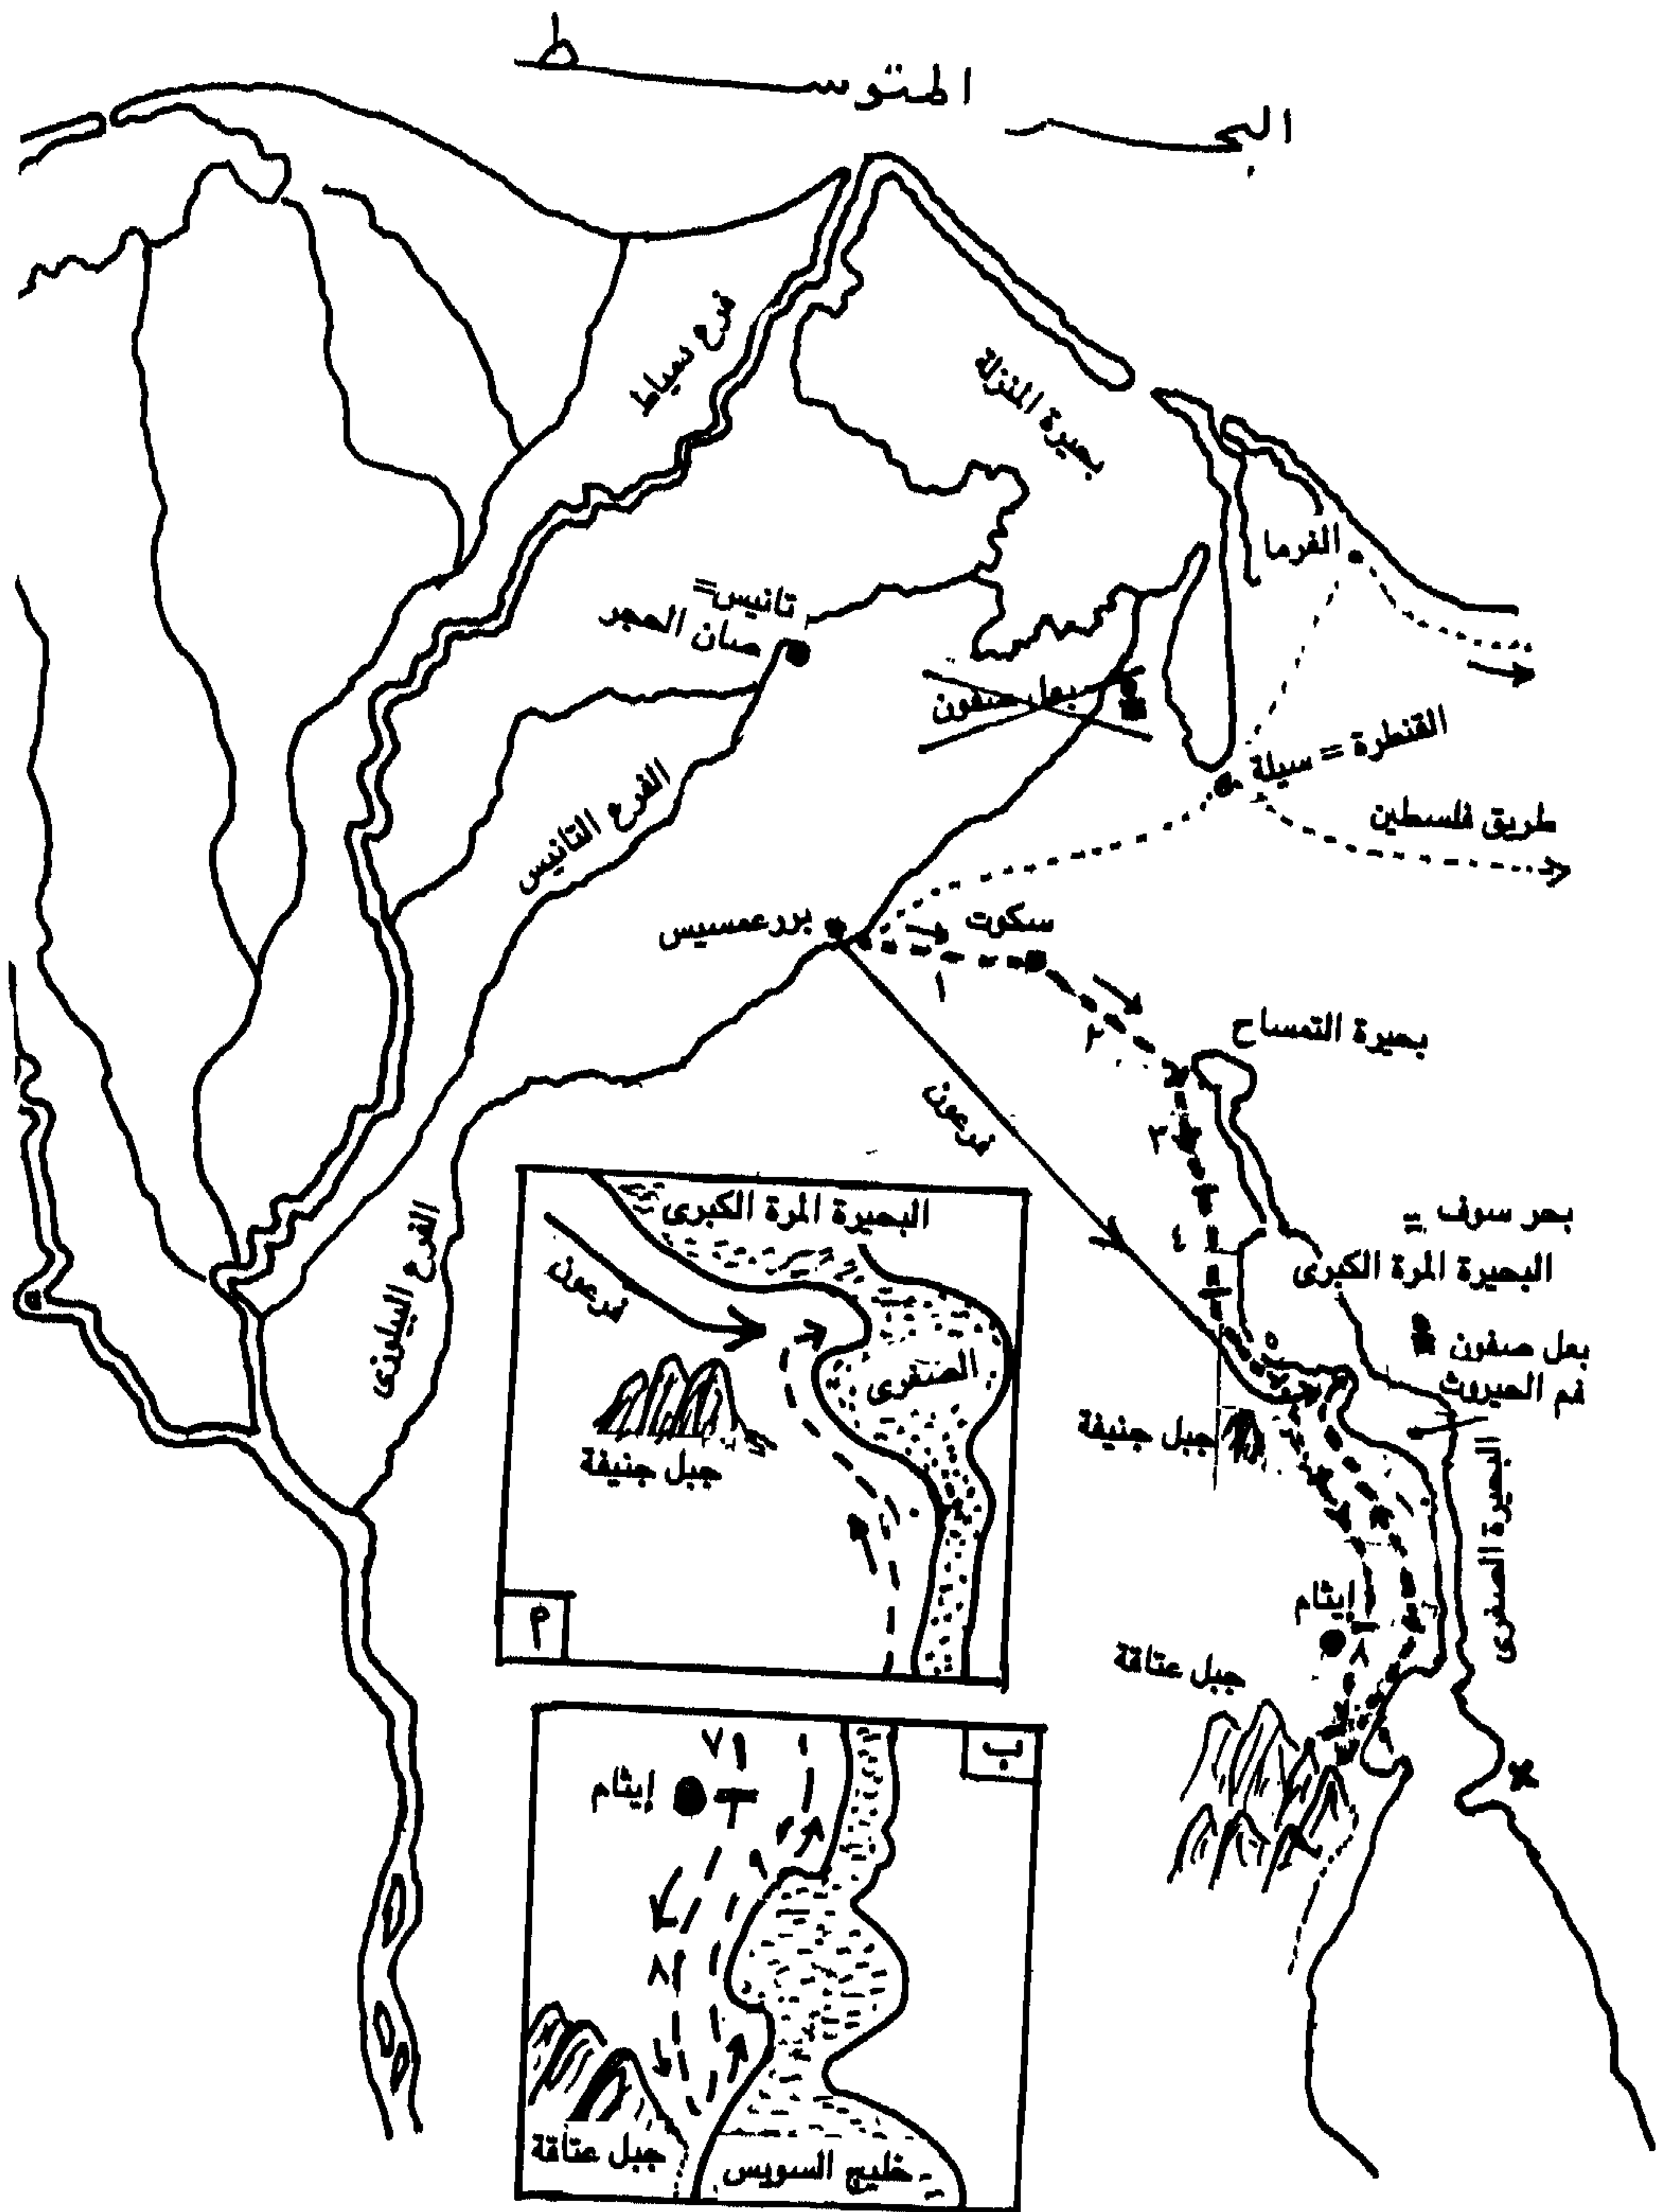 البحر المتوسط
فرع دمياط
بحيرة المنزلة
الفرما
تانيس=
صان الحجر
بعل صفون
القنطرة = سيلة
طريق فلسطين
الفرع التانيس
بررعمسيس
سكوت
١
٢
بحيرة التمساح
٣
فرعون
٤
بحر سوف =
البحيرة المرة الكبرى
٥
بعل صفون
فم الحيروث
جبل جنيفة
البحيرة الصغرى
إيثام
٨
جبل عتاقة
الفرع البيلوزى
البحيرة المرة الكبرى
فرعون
الصغرى
جبل جنيفة
م
ب
٧
إيثام
٩
٨
جبل عتاقة
خليج السويس